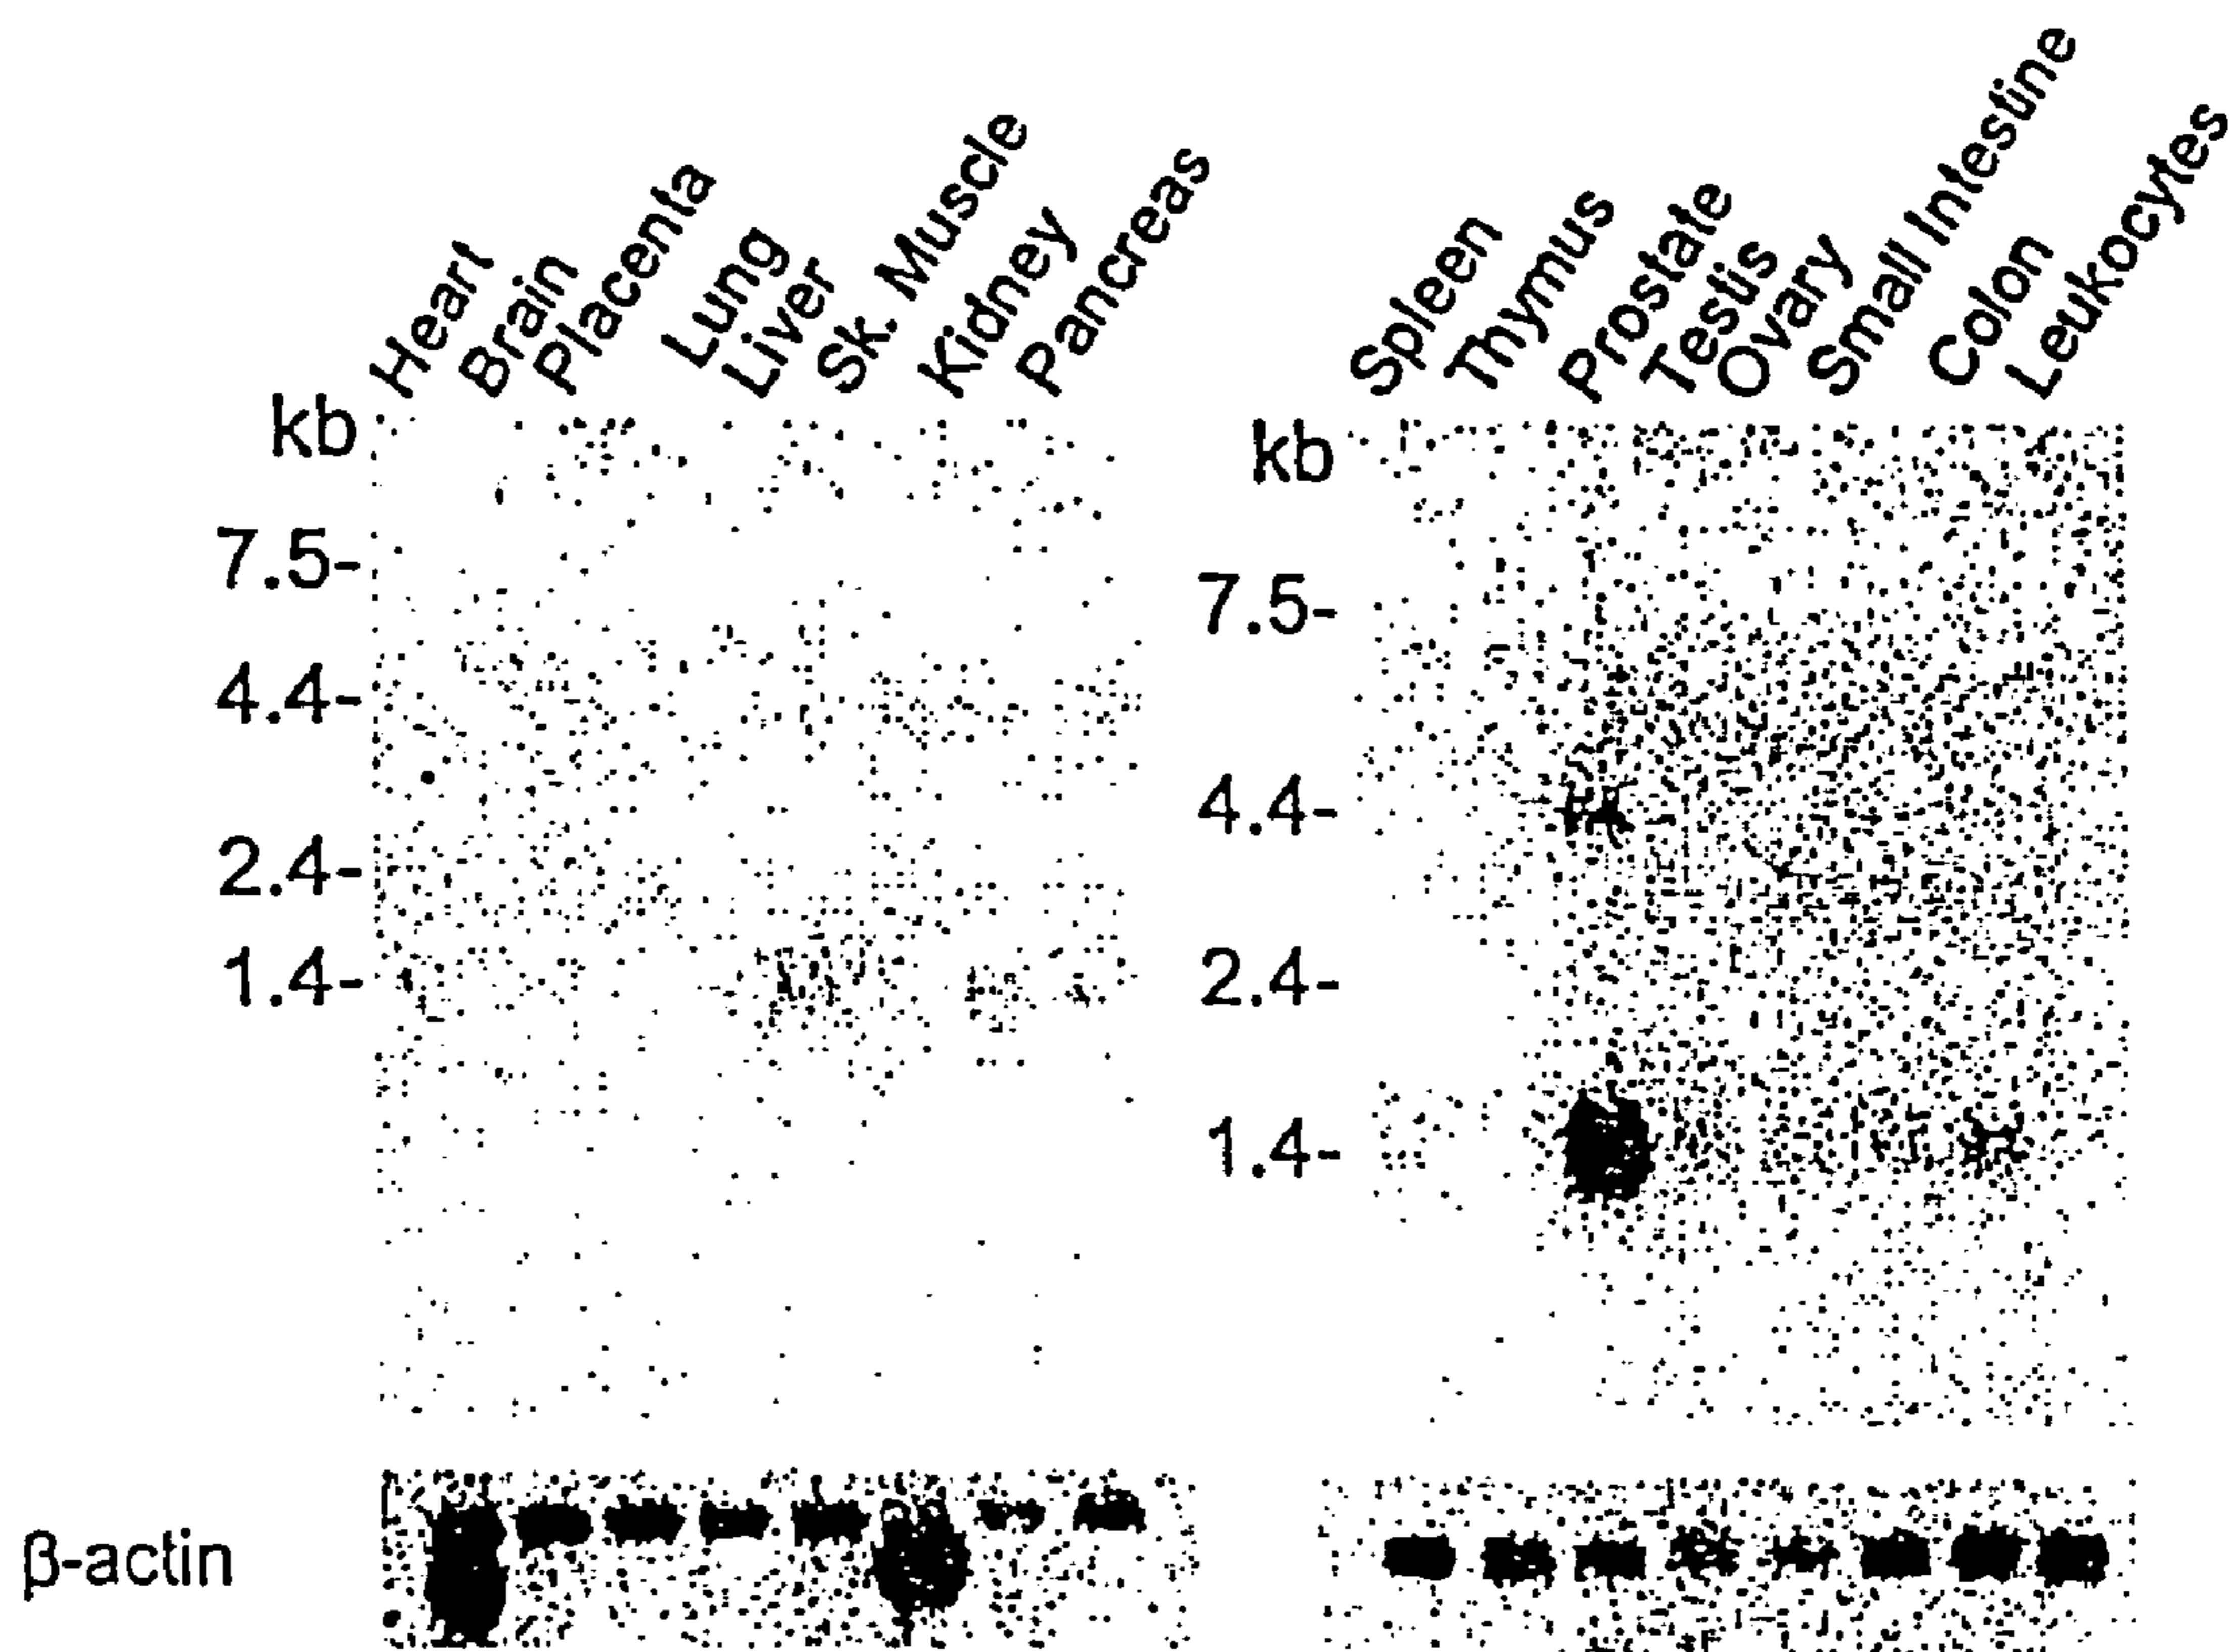 Heart
Brain
Placenta
Lung
Liver
Sk. Muscle
Kidney
Pancreas
kb
7.5-
4.4-
2.4-
1.4-
Spleen
Thymus
Prostate
Testis
Ovary
Small Intestine
Colon
Leukocytes
kb
7.5-
4.4-
2.4-
1.4-
β-actin